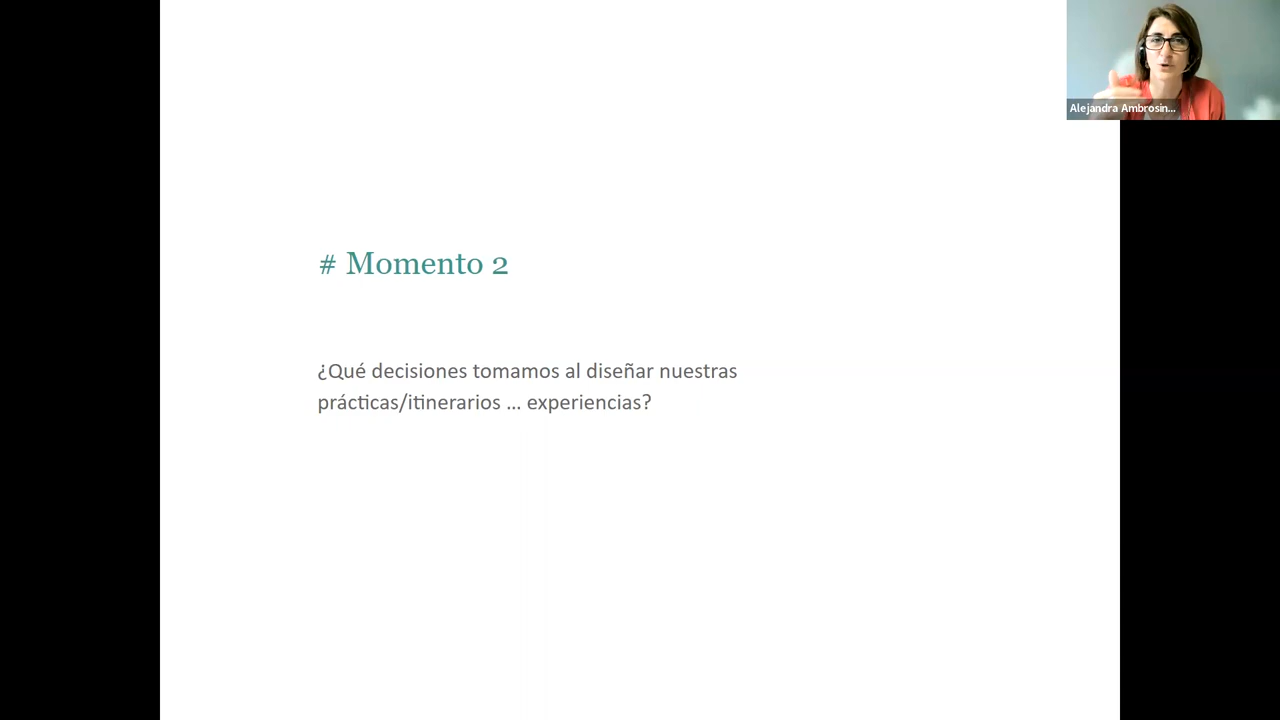 Alejandra Ambrosin...
# Momento 2
¿Qué decisiones tomamos al diseñar nuestras
prácticas/itinerarios ... experiencias?